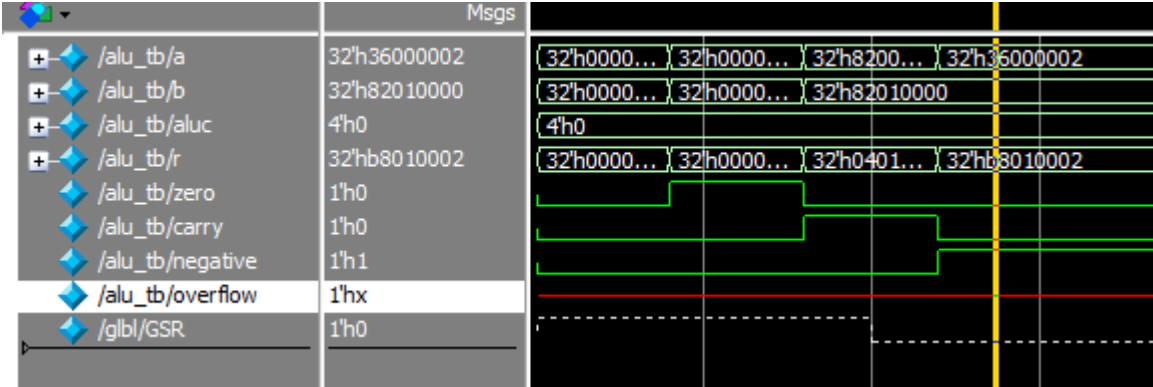 Msgs
/alu_tb/a 32'h36000002 32'h0000... 32'h0000... 32'h8200... 32'h36000002
/alu_tb/b 32'h82010000 32'h0000... 32'h0000... 32'h82010000
/alu_tb/aluc 4'h0 4'h0
/alu_tb/r 32'hb8010002 32'h0000... 32'h0000... 32'h0401... 32'hb8010002
/alu_tb/zero 1'h0
/alu_tb/carry 1'h0
/alu_tb/negative 1'h1
/alu_tb/overflow 1'hx
/glbl/GSR 1'h0